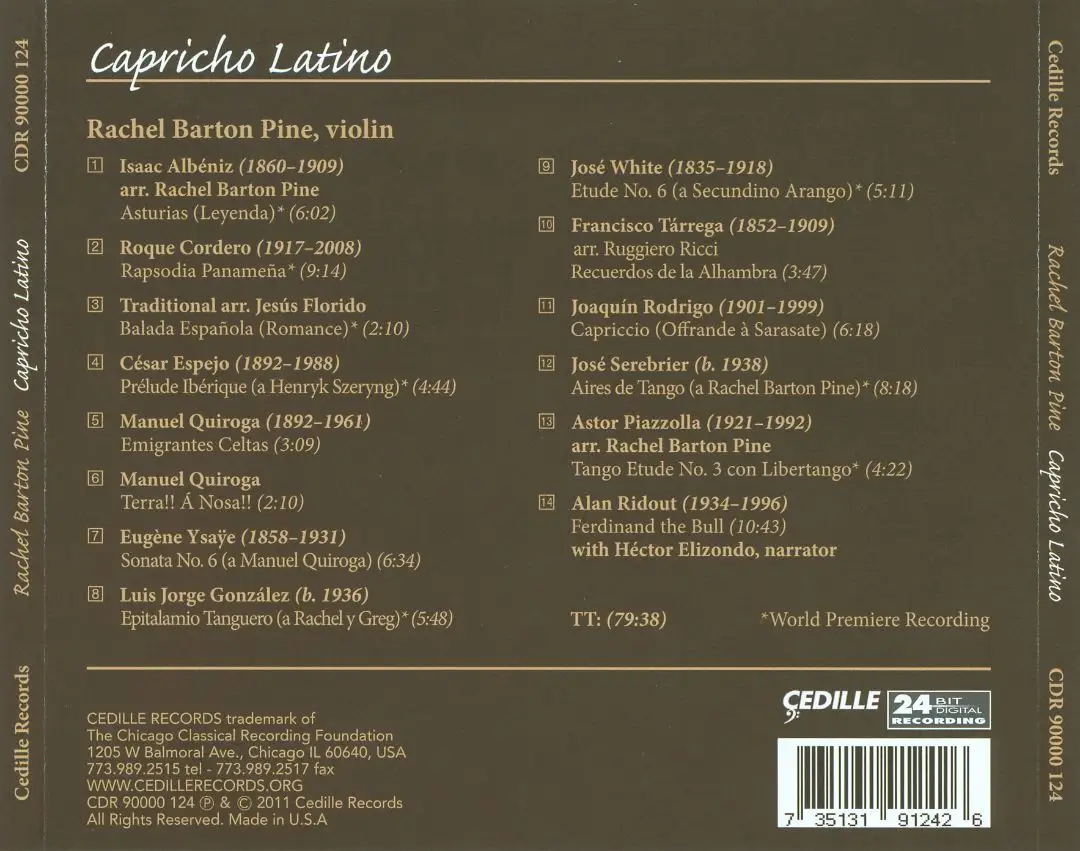 CDR 90000 124
Rachel Barton Pine Capricho Latino
Cedille Records
Capricho Latino
Rachel Barton Pine, violin
1 Isaac Albéniz (1860–1909)
arr. Rachel Barton Pine
Asturias (Leyenda)* (6:02)
2 Roque Cordero (1917–2008)
Rapsodia Panameña* (9:14)
3 Traditional arr. Jesús Florido
Balada Española (Romance)* (2:10)
4 César Espejo (1892–1988)
Prélude Ibérique (a Henryk Szeryng)* (4:44)
5 Manuel Quiroga (1892–1961)
Emigrantes Celtas (3:09)
6 Manuel Quiroga
Terra!! Á Nosa!! (2:10)
7 Eugène Ysaÿe (1858–1931)
Sonata No. 6 (a Manuel Quiroga) (6:34)
8 Luis Jorge González (b. 1936)
Epitalamio Tanguero (a Rachel y Greg)* (5:48)
9 José White (1835–1918)
Etude No. 6 (a Secundino Arango)* (5:11)
10 Francisco Tárrega (1852–1909)
arr. Ruggiero Ricci
Recuerdos de la Alhambra (3:47)
11 Joaquín Rodrigo (1901–1999)
Capriccio (Offrande à Sarasate) (6:18)
12 José Serebrier (b. 1938)
Aires de Tango (a Rachel Barton Pine)* (8:18)
13 Astor Piazzolla (1921–1992)
arr. Rachel Barton Pine
Tango Etude No. 3 con Libertango* (4:22)
14 Alan Ridout (1934–1996)
Ferdinand the Bull (10:43)
with Héctor Elizondo, narrator
TT: (79:38) *World Premiere Recording
CEDILLE RECORDS trademark of
The Chicago Classical Recording Foundation
1205 W Balmoral Ave., Chicago IL 60640, USA
773.989.2515 tel - 773.989.2517 fax
WWW.CEDILLERECORDS.ORG
CDR 90000 124 ℗ & © 2011 Cedille Records
All Rights Reserved. Made in U.S.A
ÇEDILLE
24 BIT DIGITAL
RECORDING
7 35131 91242 6
Cedille Records
Rachel Barton Pine Capricho Latino
CDR 90000 124